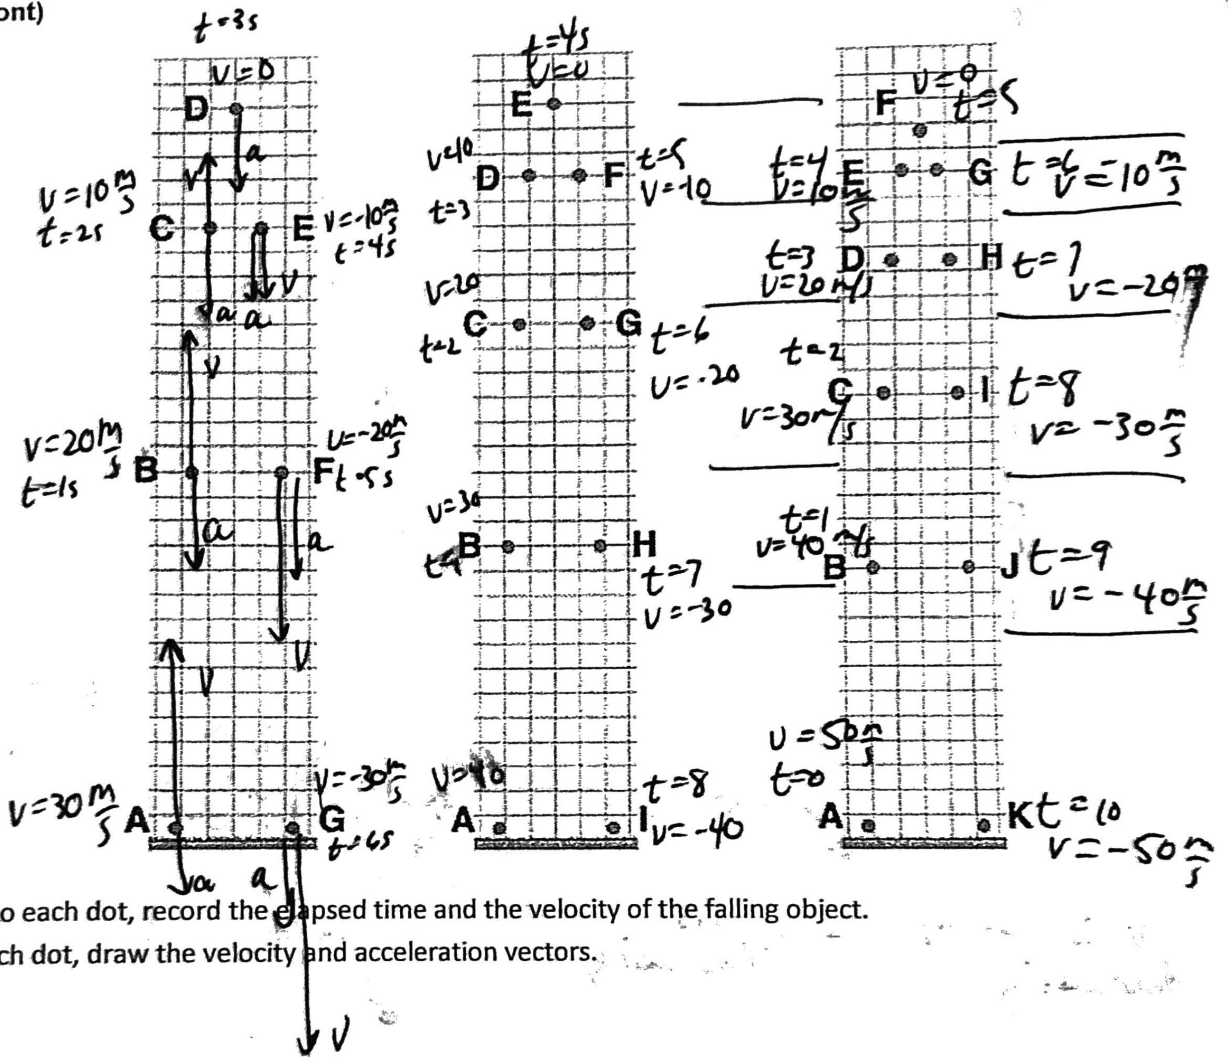 ont)
t=3s
v=0
D
a
v
v=10 m/s
t=2s
C
E
v=-10 m/s
t=4s
a
a
v
v
v=20 m/s
t=1s
B
F
v=-20 m/s
t=5s
a
a
v
v
v=30 m/s
A
G
v=-30 m/s
t=6s
a
a
v
t=4s
v=0
E
v=10
D
t=3
F
t=5
v=-10
v=20
C
t=2
G
t=6
v=-20
v=30
B
H
t=7
v=-30
v=40
A
I
t=8
v=-40
v=0
F
t=5
t=4
v=10 m/s
E
G
t=6
v=-10 m/s
t=3
D
v=20 m/s
H
t=7
v=-20 m
t=2
C
v=30 m/s
I
t=8
v=-30 m/s
t=1
v=40 m/s
B
J
t=9
v=-40 m/s
v=50 m/s
t=0
A
K
t=10
v=-50 m/s
o each dot, record the elapsed time and the velocity of the falling object.
ch dot, draw the velocity and acceleration vectors.